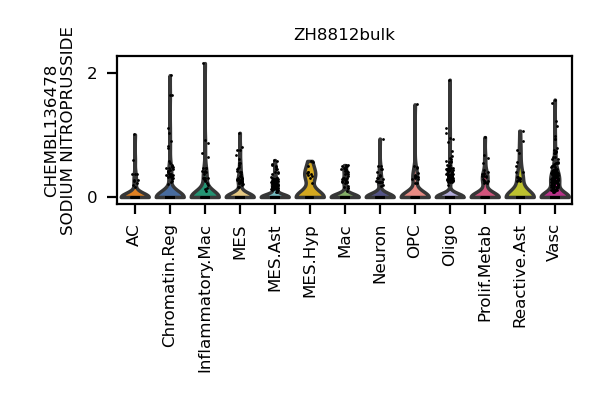 ZH8812bulk
CHEMBL136478
SODIUM NITROPRUSSIDE
2
0
AC
Chromatin.Reg
Inflammatory.Mac
MES
MES.Ast
MES.Hyp
Mac
Neuron
OPC
Oligo
Prolif.Metab
Reactive.Ast
Vasc